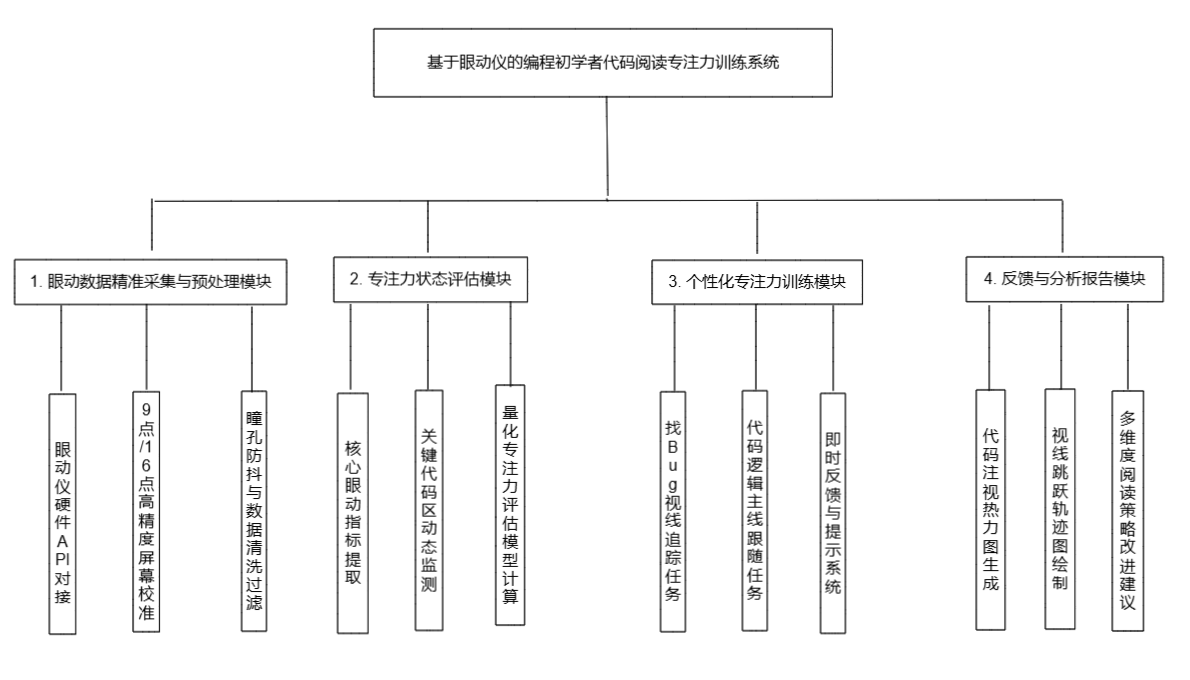 基于眼动仪的编程初学者代码阅读专注力训练系统
1. 眼动数据精准采集与预处理模块
2. 专注力状态评估模块
3. 个性化专注力训练模块
4. 反馈与分析报告模块
眼动仪硬件API对接
9点/16点高精度屏幕校准
瞳孔防抖与数据清洗过滤
核心眼动指标提取
关键代码区动态监测
量化专注力评估模型计算
找Bug视线追踪任务
代码逻辑主线跟随任务
即时反馈与提示系统
代码注视热力图生成
视线跳跃轨迹图绘制
多维度阅读策略改进建议